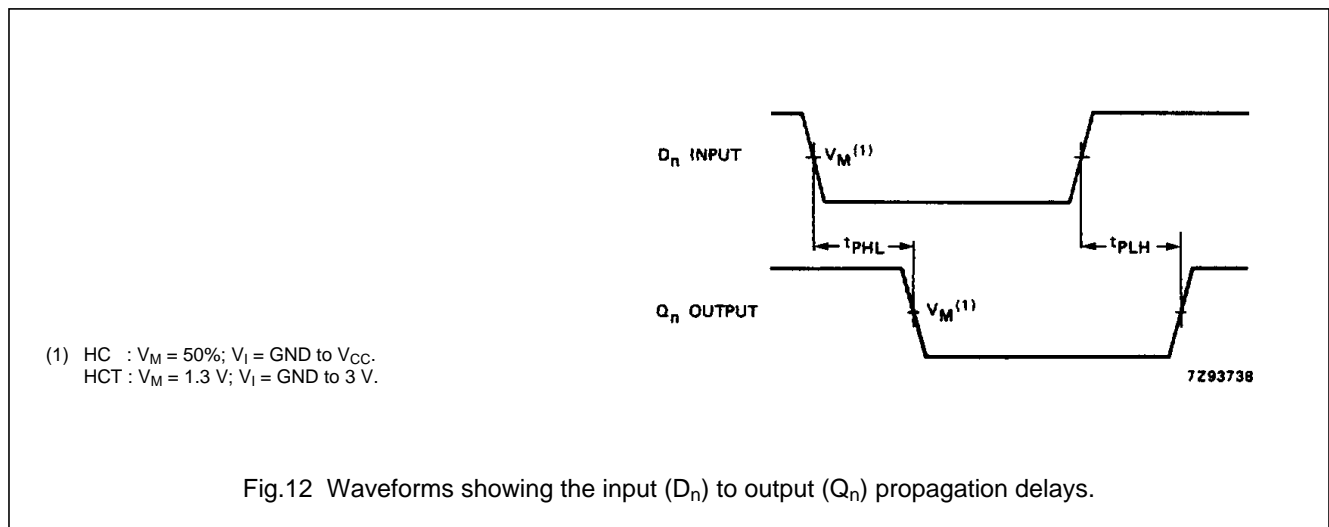 Dn INPUT
VM(1)
tPHL
tPLH
Qn OUTPUT
VM(1)
(1) HC : VM = 50%; VI = GND to VCC.
HCT : VM = 1.3 V; VI = GND to 3 V.
7Z93738
Fig.12 Waveforms showing the input (Dn) to output (Qn) propagation delays.